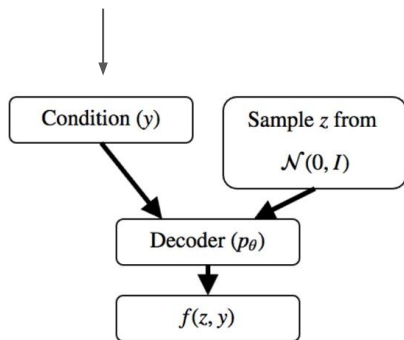 Condition (y)
Sample z from
𝒩(0, I)
Decoder (p_θ)
f(z, y)